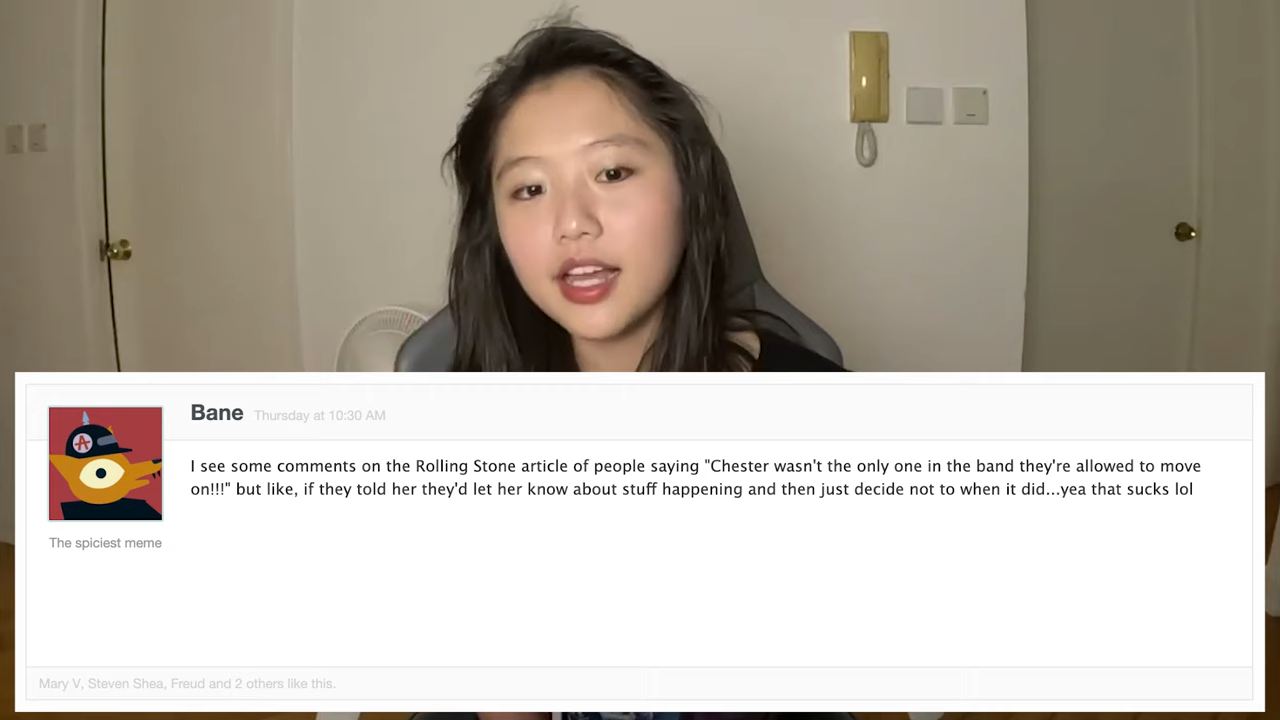 Bane Thursday at 10:30 AM
A
I see some comments on the Rolling Stone article of people saying "Chester wasn't the only one in the band they're allowed to move
on!!!" but like, if they told her they'd let her know about stuff happening and then just decide not to when it did...yea that sucks lol
The spiciest meme
Mary V, Steven Shea, Freud and 2 others like this.